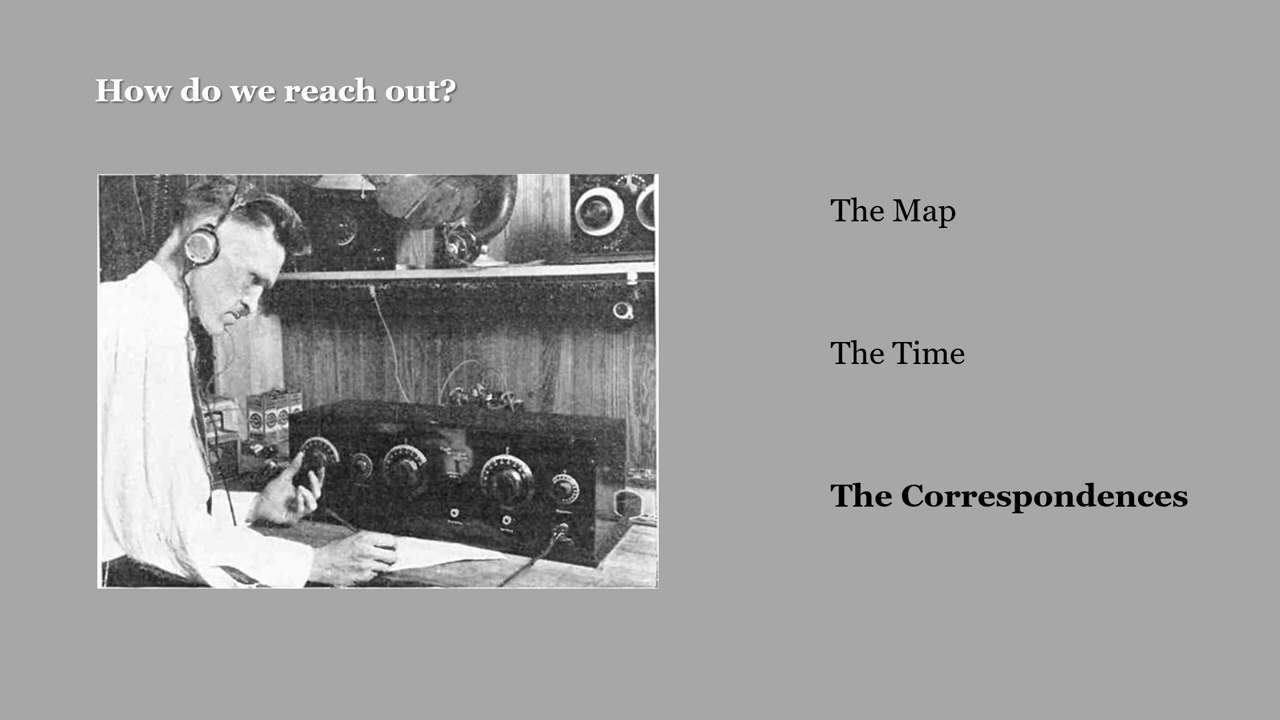 How do we reach out?
The Map
The Time
The Correspondences